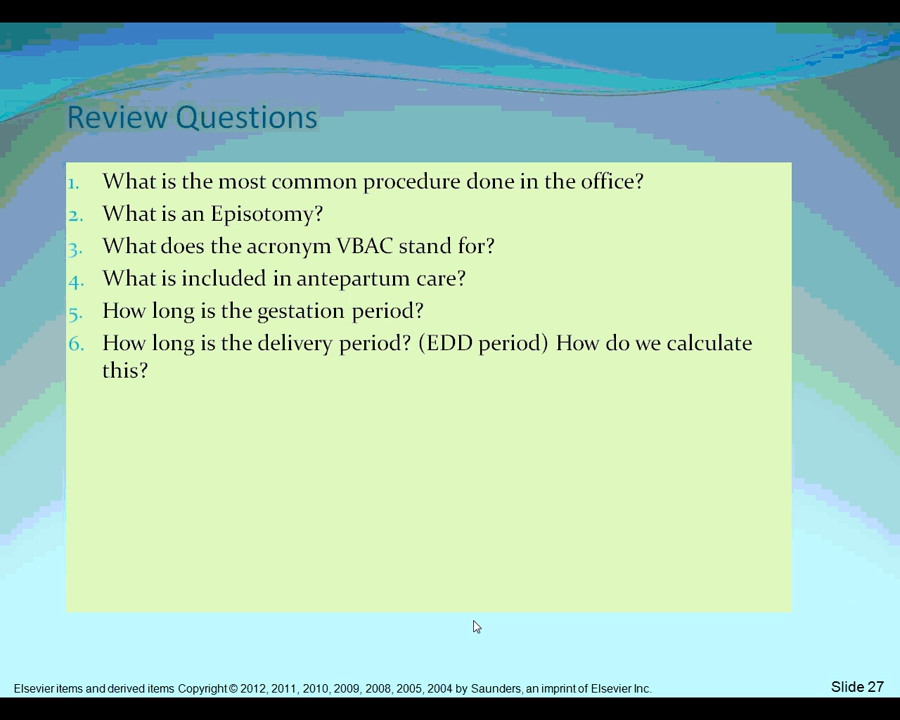 Review Questions
1. What is the most common procedure done in the office?
2. What is an Episotomy?
3. What does the acronym VBAC stand for?
4. What is included in antepartum care?
5. How long is the gestation period?
6. How long is the delivery period? (EDD period) How do we calculate
this?
Elsevier items and derived items Copyright © 2012, 2011, 2010, 2009, 2008, 2005, 2004 by Saunders, an imprint of Elsevier Inc.
Slide 27